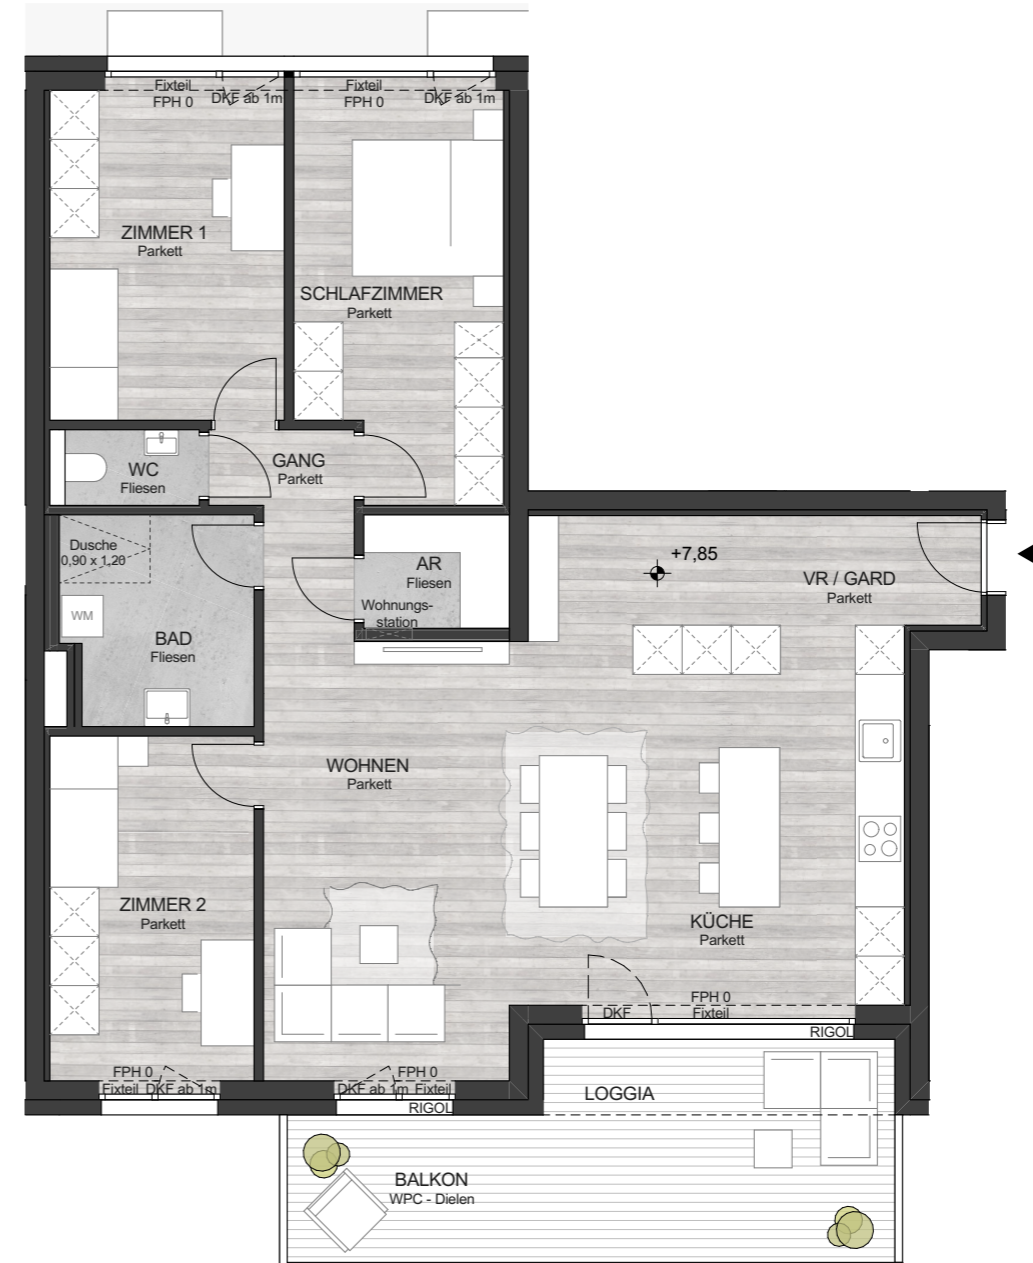 Fixteil
FPH 0
DKF ab 1m
Fixteil
FPH 0
DKF ab 1m
ZIMMER 1
Parkett
SCHLAFZIMMER
Parkett
WC
Fliesen
GANG
Parkett
Dusche
0,90 x 1,20
WM
BAD
Fliesen
AR
Fliesen
Wohnungs-
station
+7,85
VR / GARD
Parkett
WOHNEN
Parkett
ZIMMER 2
Parkett
KÜCHE
Parkett
FPH 0
DKF
Fixteil
RIGOL
FPH 0
Fixteil
DKF ab 1m
FPH 0
DKF ab 1m
Fixteil
RIGOL
LOGGIA
BALKON
WPC - Dielen